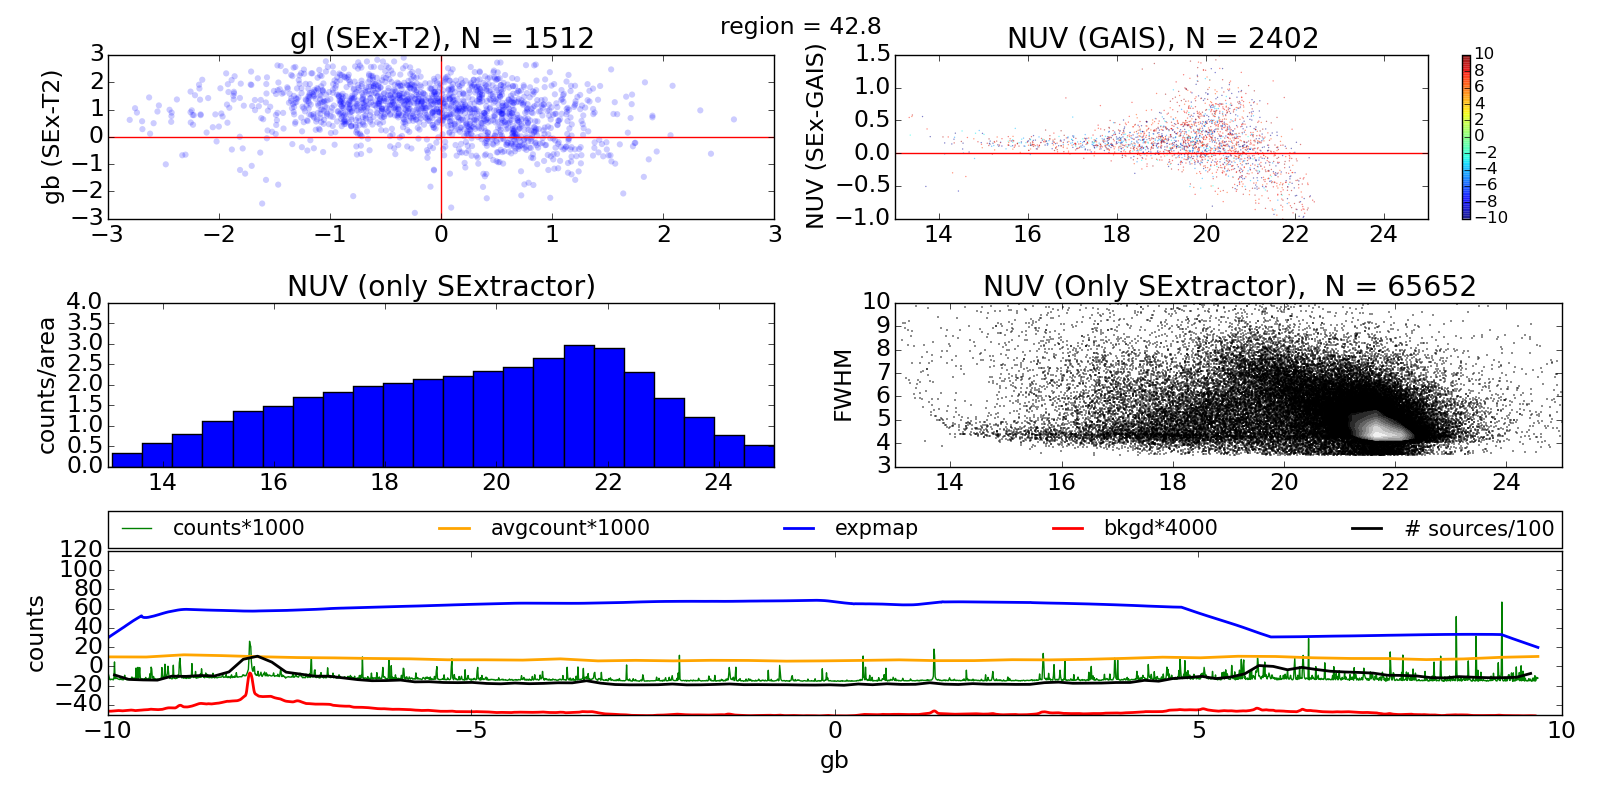 region = 42.8
gl (SEx-T2), N = 1512
NUV (GAIS), N = 2402
gb (SEx-T2)
3
2
1
0
−1
−2
−3
−3 −2 −1 0 1 2 3
NUV (SEx-GAIS)
1.5
1.0
0.5
0.0
−0.5
−1.0
14 16 18 20 22 24
10
8
6
4
2
0
−2
−4
−6
−8
−10
NUV (only SExtractor)
counts/area
4.0
3.5
3.0
2.5
2.0
1.5
1.0
0.5
0.0
14 16 18 20 22 24
NUV (Only SExtractor), N = 65652
FWHM
10
9
8
7
6
5
4
3
14 16 18 20 22 24
counts*1000 avgcount*1000 expmap bkgd*4000 # sources/100
counts
120
100
80
60
40
20
0
−20
−40
−10 −5 0 5 10
gb